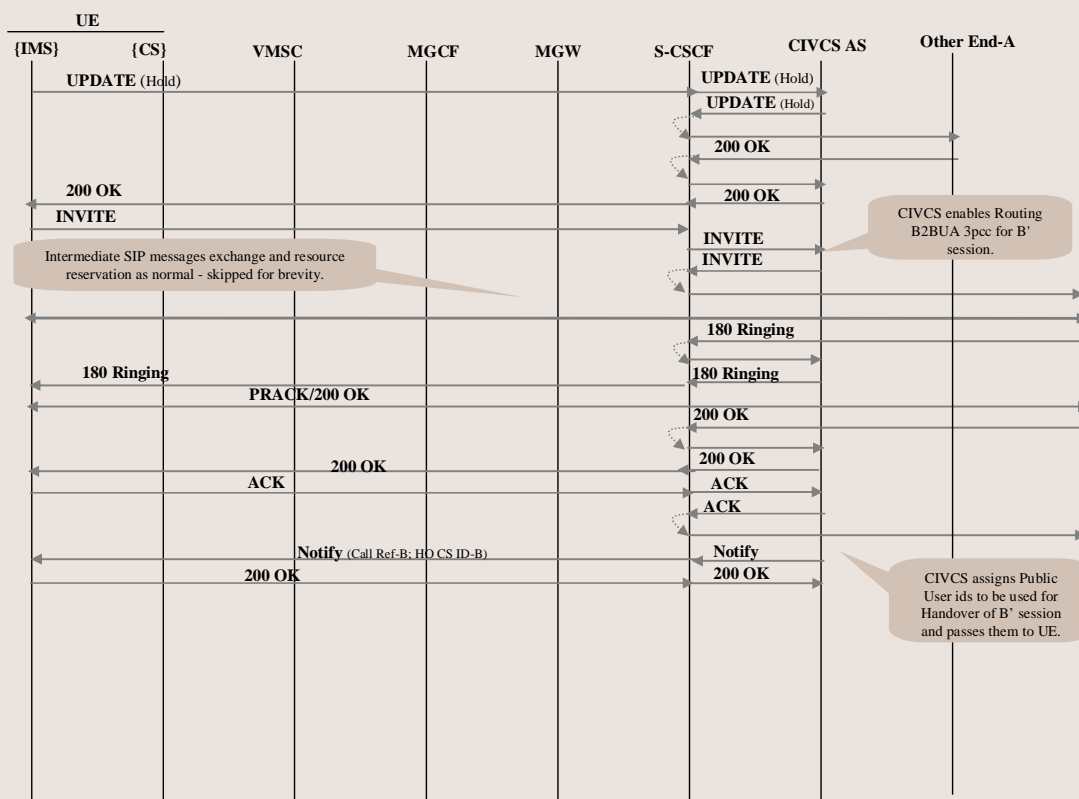 UE
{IMS}
{CS}
VMSC
MGCF
MGW
S-CSCF
CIVCS AS
Other End-A
UPDATE (Hold)
UPDATE (Hold)
UPDATE (Hold)
200 OK
200 OK
200 OK
INVITE
CIVCS enables Routing
B2BUA 3pcc for B'
session.
INVITE
Intermediate SIP messages exchange and resource
reservation as normal - skipped for brevity.
INVITE
180 Ringing
180 Ringing
180 Ringing
PRACK/200 OK
200 OK
200 OK
200 OK
ACK
ACK
ACK
Notify (Call Ref-B; HO CS ID-B)
Notify
200 OK
200 OK
CIVCS assigns Public
User ids to be used for
Handover of B’ session
and passes them to UE.